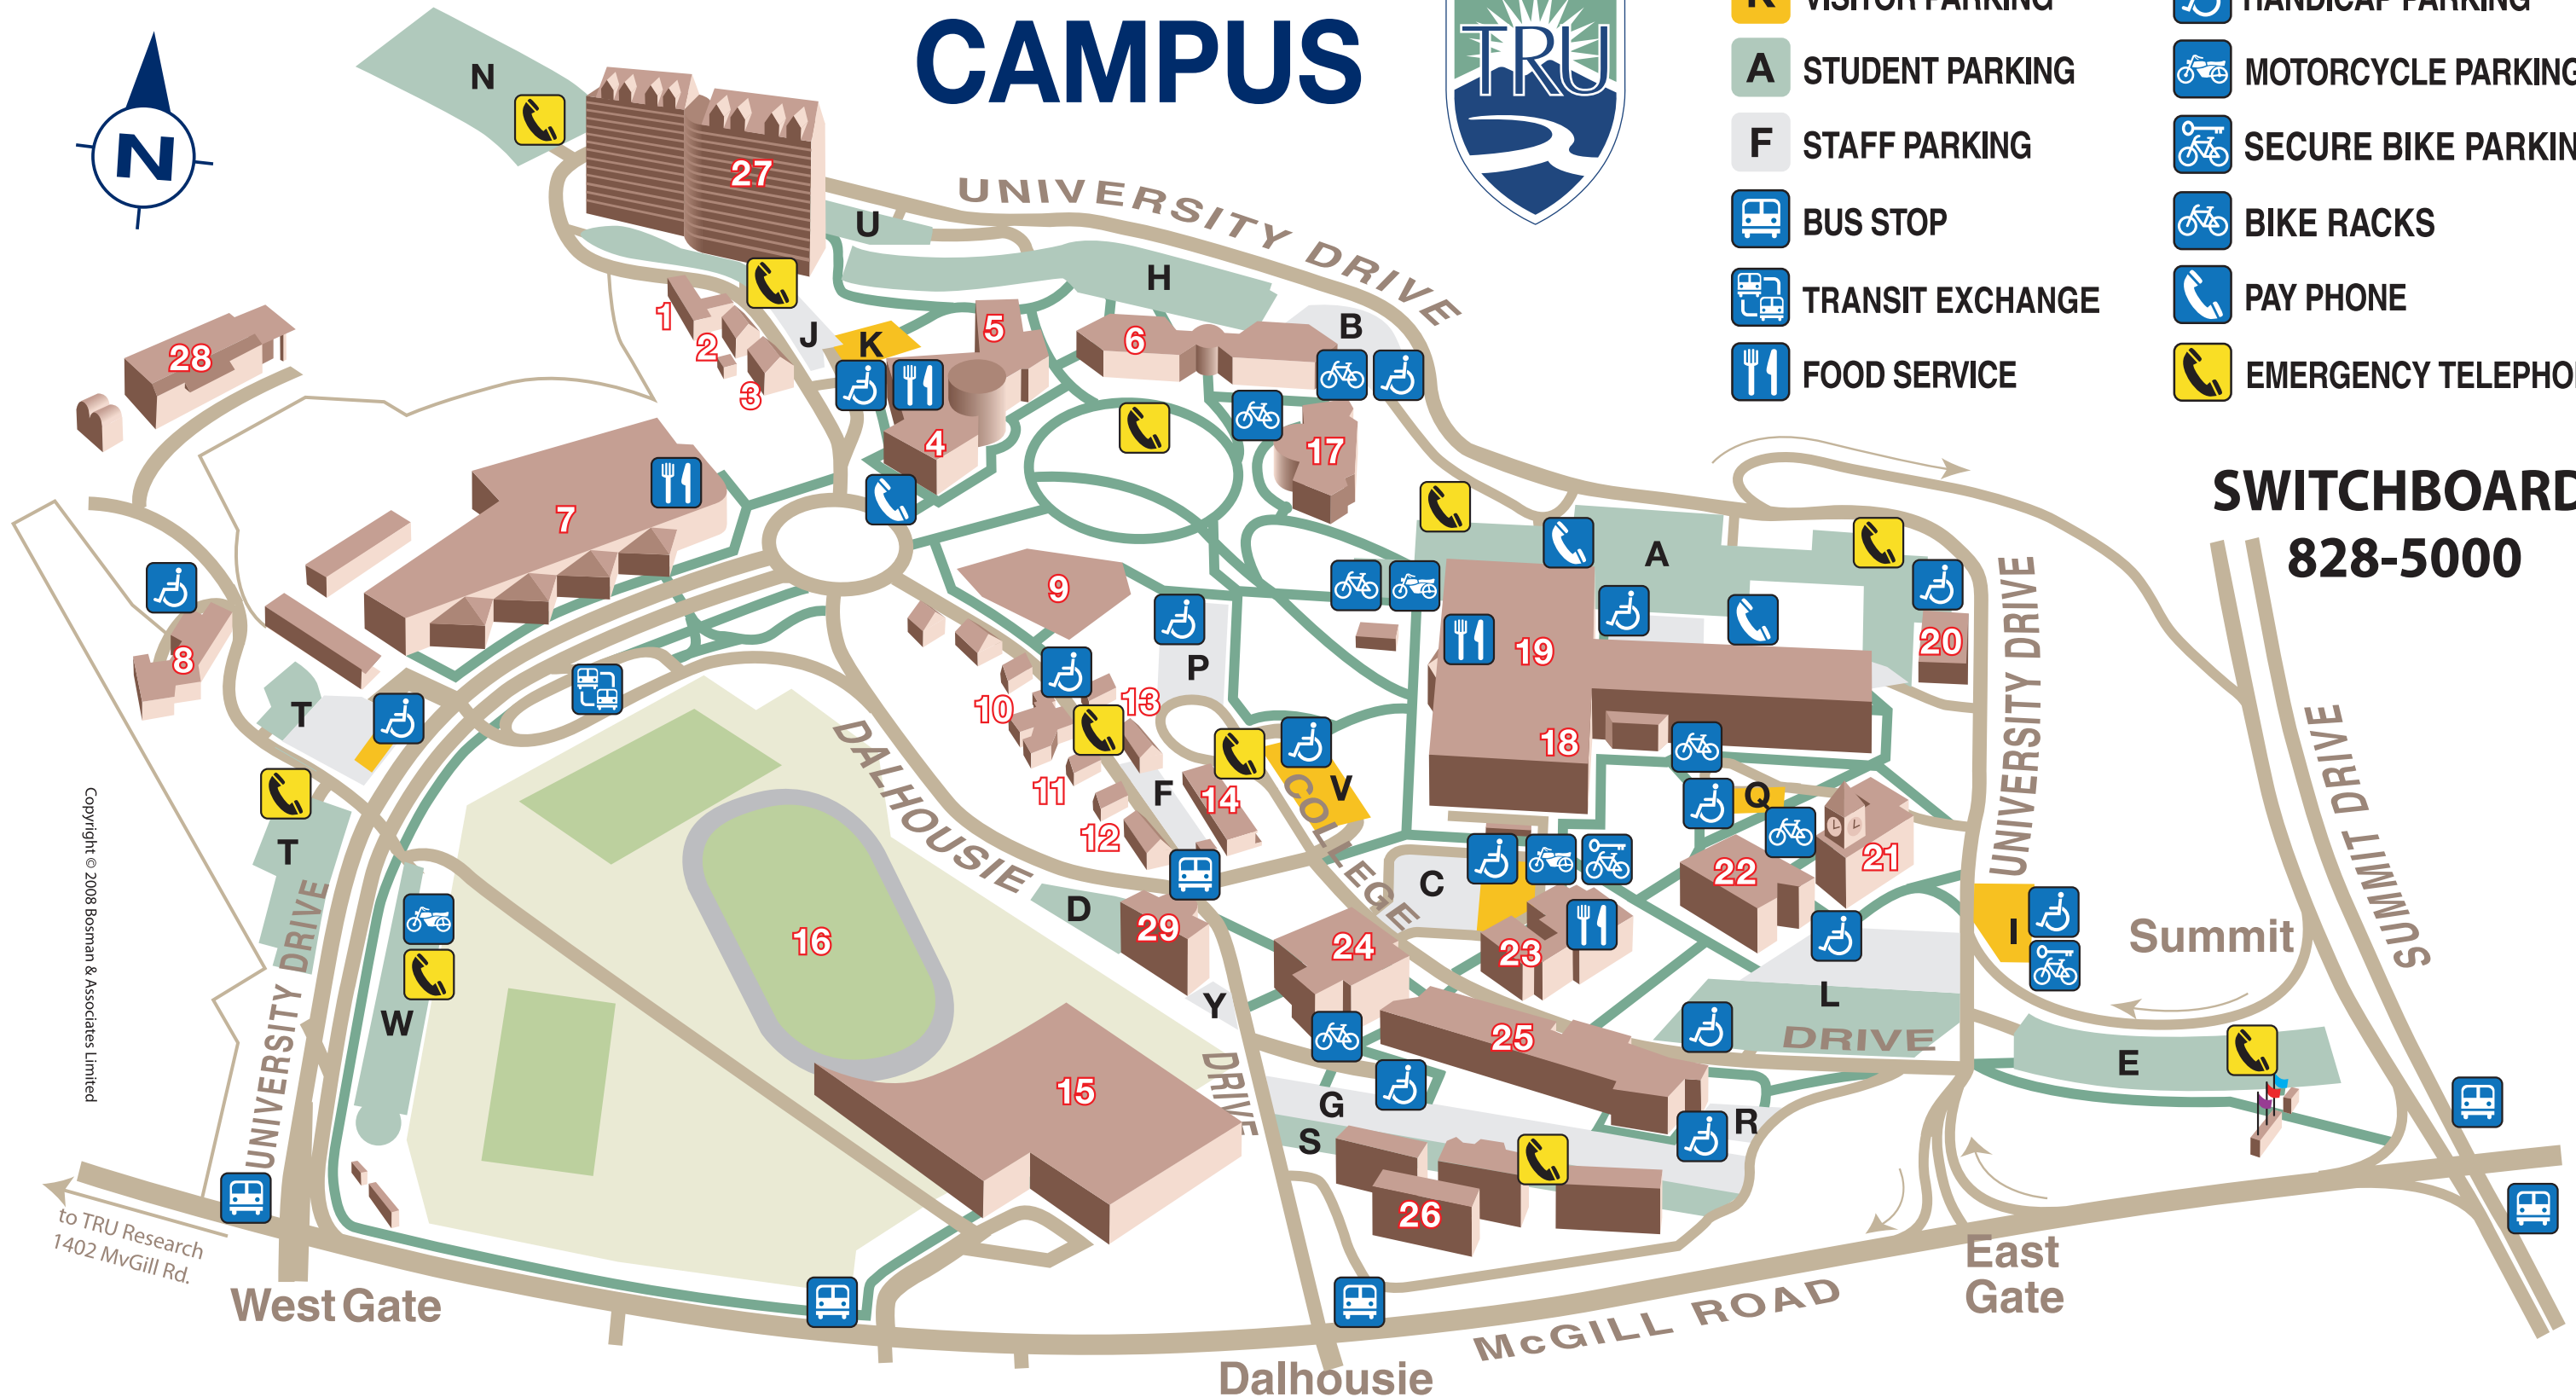 CAMPUS
TRU
K VISITOR PARKING
A STUDENT PARKING
F STAFF PARKING
BUS STOP
TRANSIT EXCHANGE
FOOD SERVICE
HANDICAP PARKING
MOTORCYCLE PARKING
SECURE BIKE PARKIN
BIKE RACKS
PAY PHONE
EMERGENCY TELEPHO
SWITCHBOARD
828-5000
N
N
27
U
UNIVERSITY DRIVE
H
1
2
3
J
K
5
6
B
28
4
17
7
9
A
8
19
20
P
UNIVERSITY DRIVE
SUMMIT DRIVE
T
10
13
18
11
F
14
V
Q
12
DALHOUSIE
COLLEGE
T
C
22
21
D
29
16
24
23
I
Summit
UNIVERSITY DRIVE
W
Y
25
L
DRIVE
E
15
DRIVE
G
S
R
26
to TRU Research
1402 MvGill Rd.
West Gate
East
Gate
McGILL ROAD
Dalhousie
Copyright © 2008 Bosman & Associates Limited